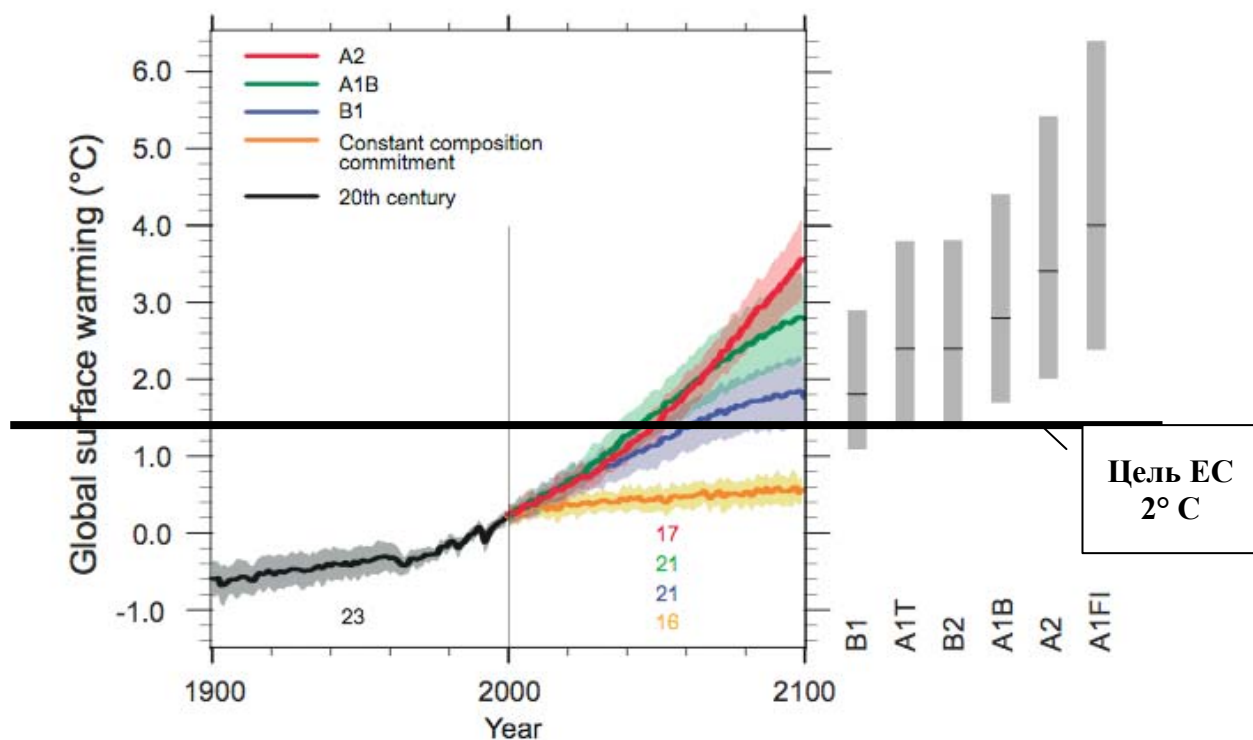 Global surface warming (°C)
6.0
5.0
4.0
3.0
2.0
1.0
0.0
-1.0
A2
A1B
B1
Constant composition
commitment
20th century
23
17
21
21
16
1900
2000
2100
Year
B1
A1T
B2
A1B
A2
A1FI
Цель ЕС
2° С